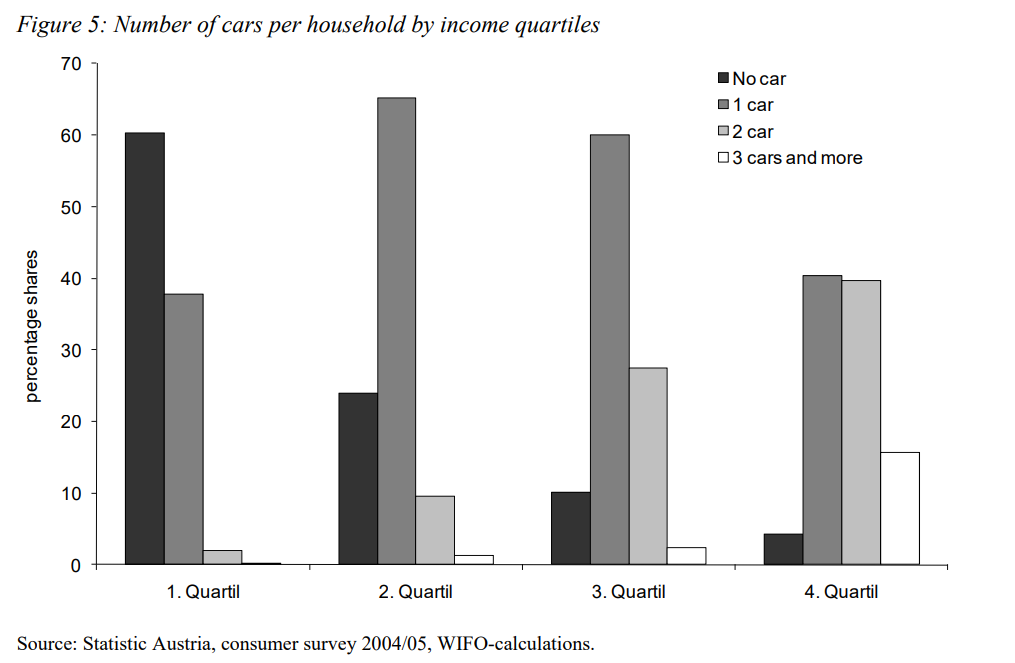 Figure 5: Number of cars per household by income quartiles
70
No car
1 car
2 car
3 cars and more
60
50
40
30
20
10
0
percentage shares
1. Quartil
2. Quartil
3. Quartil
4. Quartil
Source: Statistic Austria, consumer survey 2004/05, WIFO-calculations.